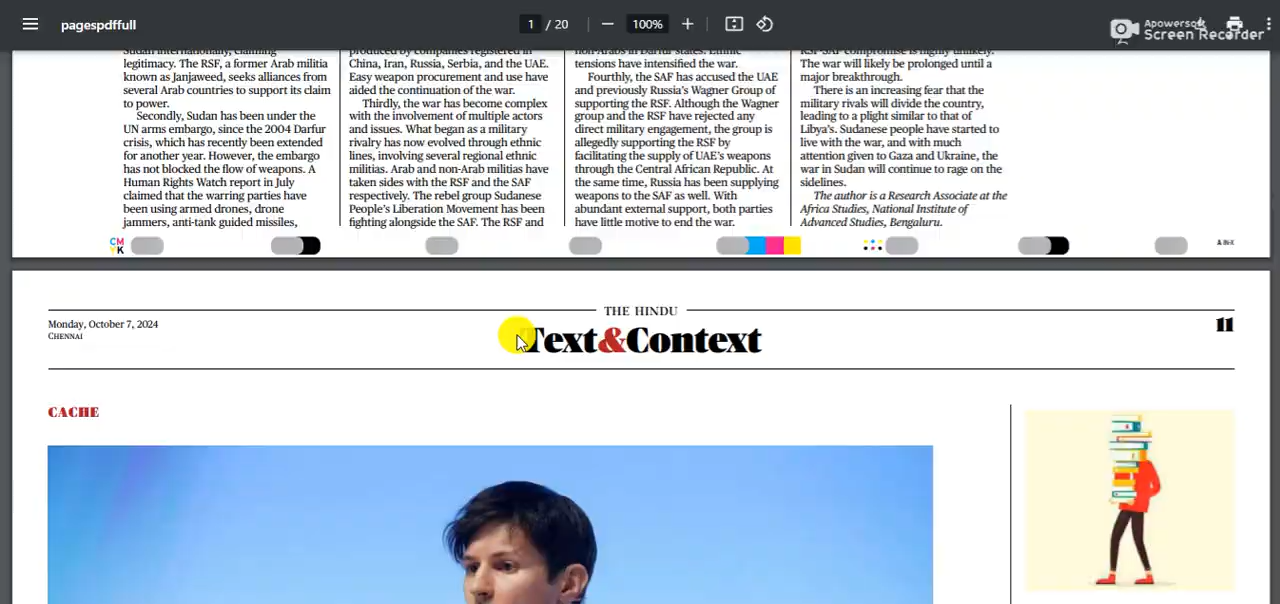 pagespdffull
1 / 20
100%
Apowersoft
Screen Recorder
Sudan internationally, claiming
legitimacy. The RSF, a former Arab militia
known as Janjaweed, seeks alliances from
several Arab countries to support its claim
to power.
Secondly, Sudan has been under the
UN arms embargo, since the 2004 Darfur
crisis, which has recently been extended
for another year. However, the embargo
has not blocked the flow of weapons. A
Human Rights Watch report in July
claimed that the warring parties have
been using armed drones, drone
jammers, anti-tank guided missiles,
produced by companies registered in
China, Iran, Russia, Serbia, and the UAE.
Easy weapon procurement and use have
aided the continuation of the war.
Thirdly, the war has become complex
with the involvement of multiple actors
and issues. What began as a military
rivalry has now evolved through ethnic
lines, involving several regional ethnic
militias. Arab and non-Arab militias have
taken sides with the RSF and the SAF
respectively. The rebel group Sudanese
People's Liberation Movement has been
fighting alongside the SAF. The RSF and
non-Arabs in Darfur states. Ethnic
tensions have intensified the war.
Fourthly, the SAF has accused the UAE
and previously Russia's Wagner Group of
supporting the RSF. Although the Wagner
group and the RSF have rejected any
direct military engagement, the group is
allegedly supporting the RSF by
facilitating the supply of UAE's weapons
through the Central African Republic. At
the same time, Russia has been supplying
weapons to the SAF as well. With
abundant external support, both parties
have little motive to end the war.
RSF-SAF compromise is highly unlikely.
The war will likely be prolonged until a
major breakthrough.
There is an increasing fear that the
military rivals will divide the country,
leading to a plight similar to that of
Libya's. Sudanese people have started to
live with the war, and with much
attention given to Gaza and Ukraine, the
war in Sudan will continue to rage on the
sidelines.
The author is a Research Associate at the
Africa Studies, National Institute of
Advanced Studies, Bengaluru.
CM
YK
THE HINDU
Monday, October 7, 2024
CHENNAI
Text&Context
11
CACHE